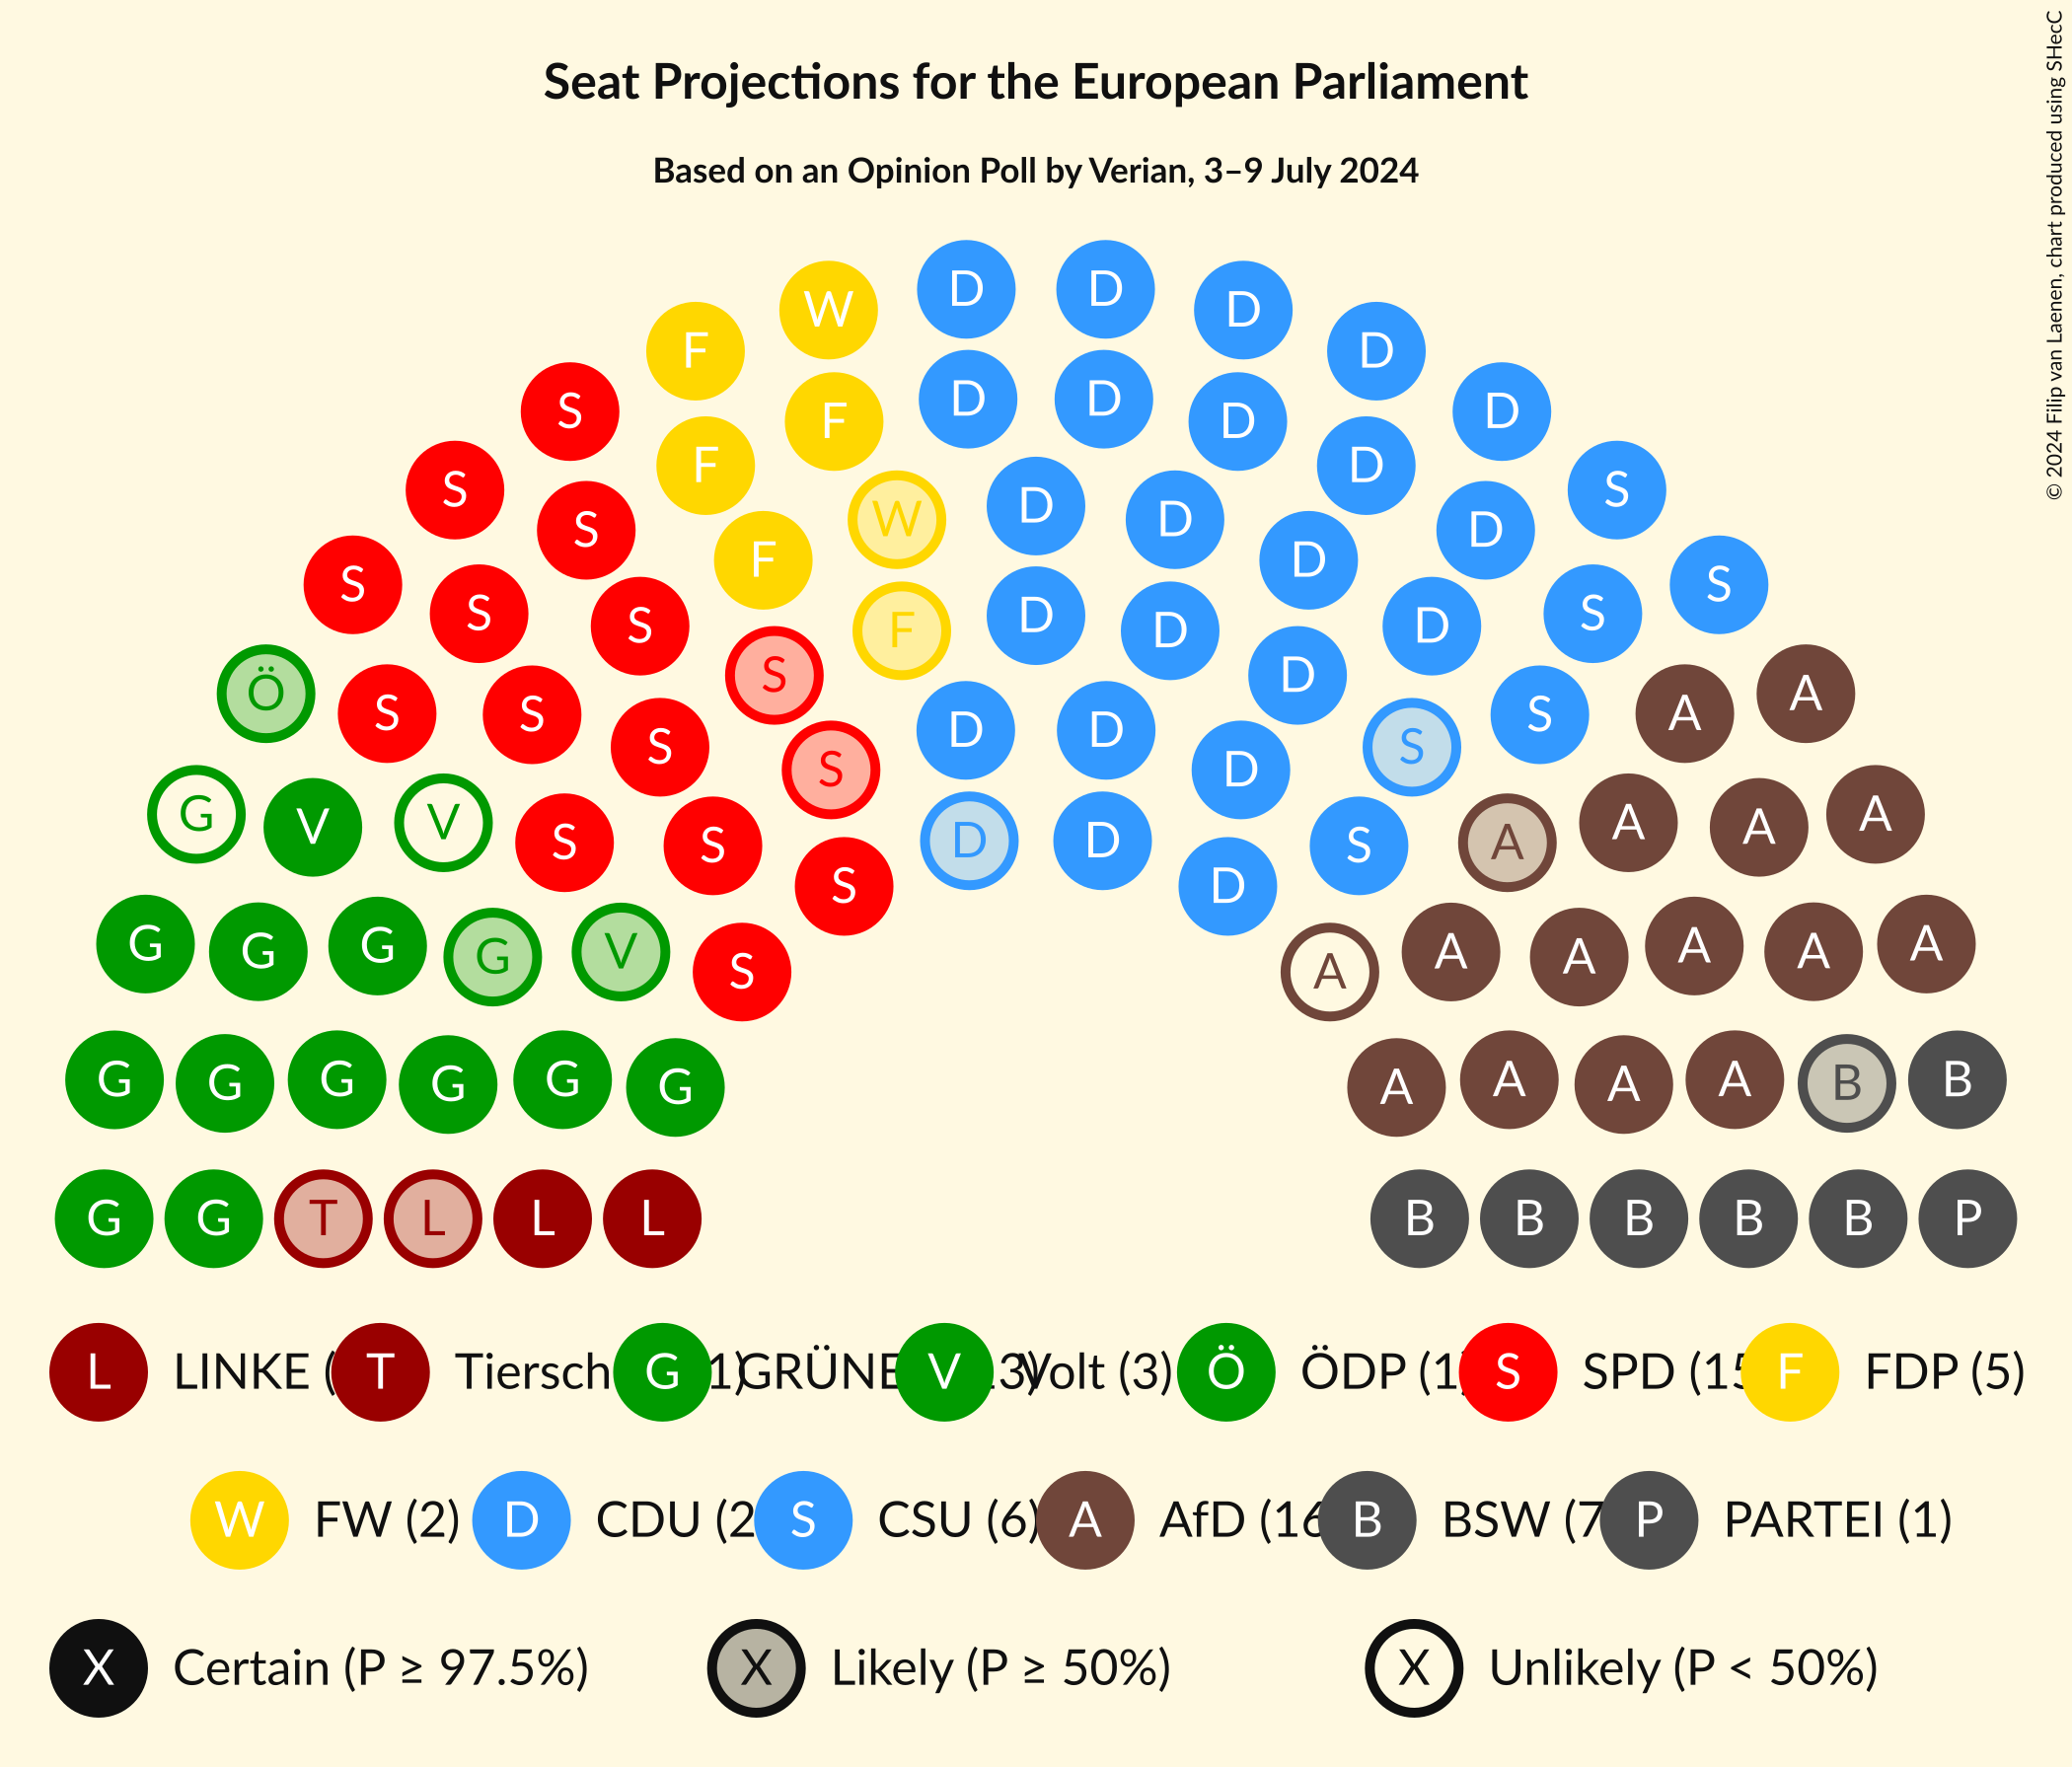 Seat Projections for the European Parliament
Based on an Opinion Poll by Verian, 3–9 July 2024
© 2024 Filip van Laenen, chart produced using SHecC
D D
W D
F D
D D
S F D D
F D
S S
W D D
D
S D
F D
S S
S S
S F D D D
S D
S D
Ö A
S S S A
D D
S S
S D
G A
V V A A
D D
S S S A
S D
G A
G G G G V A A A A A
S A
G G G G G G A A A A B B
G G T L L L B B B B B P
L LINKE ( T Tiersch G 1) GRÜNE V 3) Volt (3) Ö ÖDP (1) S SPD (15 F FDP (5)
W FW (2) D CDU (2 S CSU (6) A AfD (16 B BSW (7 P PARTEI (1)
X Certain (P ≥ 97.5%) X Likely (P ≥ 50%) X Unlikely (P < 50%)